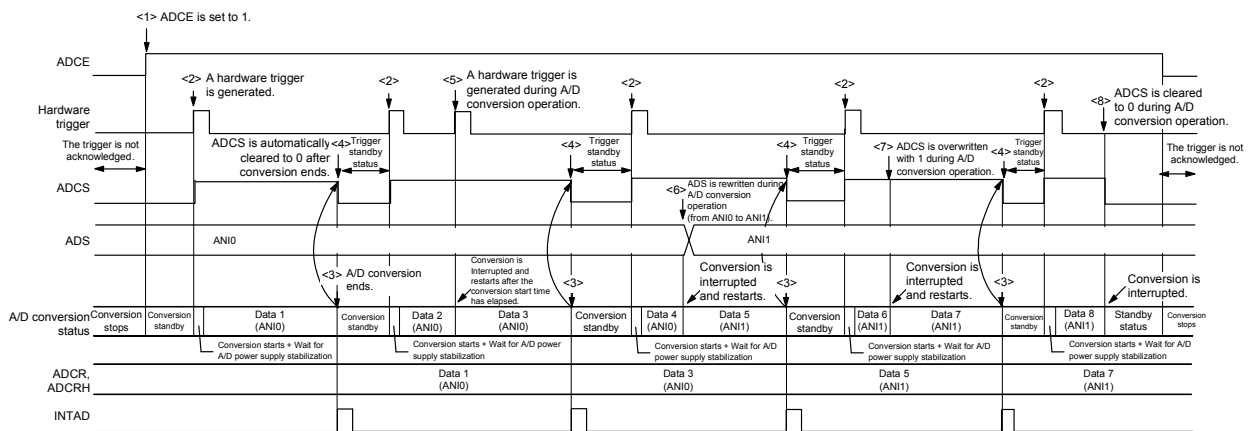 <1> ADCE is set to 1.
ADCE
<2> A hardware trigger
is generated.
<2>
<5> A hardware trigger is
generated during A/D
conversion operation.
<2>
<2>
<2>
<8> ADCS is cleared
to 0 during A/D
conversion operation.
Hardware
trigger
The trigger is not
acknowledged.
ADCS is automatically
cleared to 0 after
conversion ends.
<4> Trigger
standby
status
<4> Trigger
standby
status
<4> Trigger
standby
status
<7> ADCS is overwritten
with 1 during A/D
conversion operation.
<4> Trigger
standby
status
The trigger is not
acknowledged.
ADCS
<6> ADS is rewritten during
A/D conversion
operation
(from ANI0 to ANI1).
ADS
ANI0
ANI1
<3> A/D conversion
ends.
Conversion is
Interrupted and
restarts after the
conversion start time
has elapsed.
<3>
Conversion is
interrupted
and restarts.
<3>
Conversion is
interrupted
and restarts.
<3>
Conversion is
interrupted.
A/D conversion
status
Conversion
stops
Conversion
standby
Data 1
(ANI0)
Conversion
standby
Data 2
(ANI0)
Data 3
(ANI0)
Conversion
standby
Data 4
(ANI0)
Data 5
(ANI1)
Conversion
standby
Data 6
(ANI1)
Data 7
(ANI1)
Conversion
standby
Data 8
(ANI1)
Standby
status
Conversion
stops
Conversion starts + Wait for
A/D power supply stabilization
Conversion starts + Wait for A/D power
supply stabilization
Conversion starts + Wait for A/D
power supply stabilization
Conversion starts + Wait for A/D
power supply stabilization
Conversion starts + Wait for A/D
power supply stabilization
ADCR,
ADCRH
Data 1
(ANI0)
Data 3
(ANI0)
Data 5
(ANI1)
Data 7
(ANI1)
INTAD